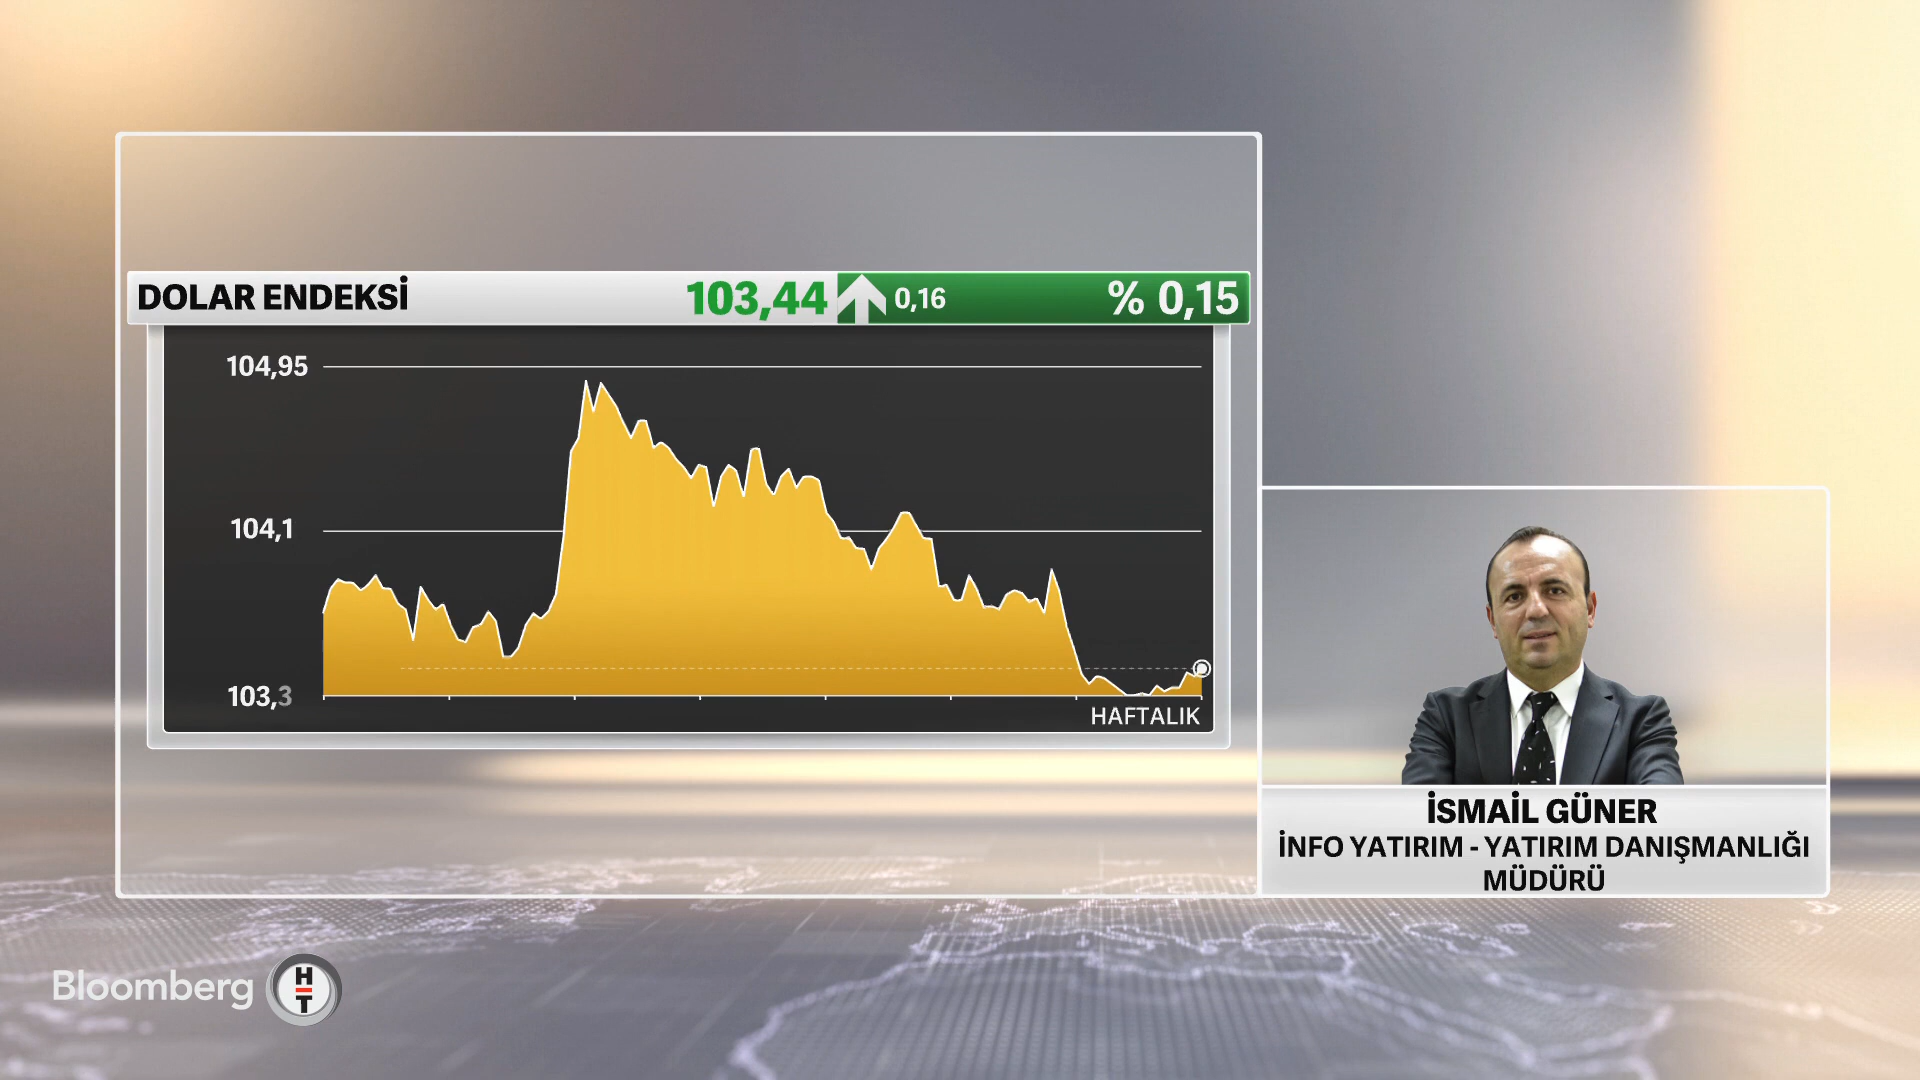 DOLAR ENDEKSİ 103,44 0,16 % 0,15
104,95
104,1
103,3
HAFTALIK
İSMAİL GÜNER
İNFO YATIRIM - YATIRIM DANIŞMANLIĞI
MÜDÜRÜ
Bloomberg HT